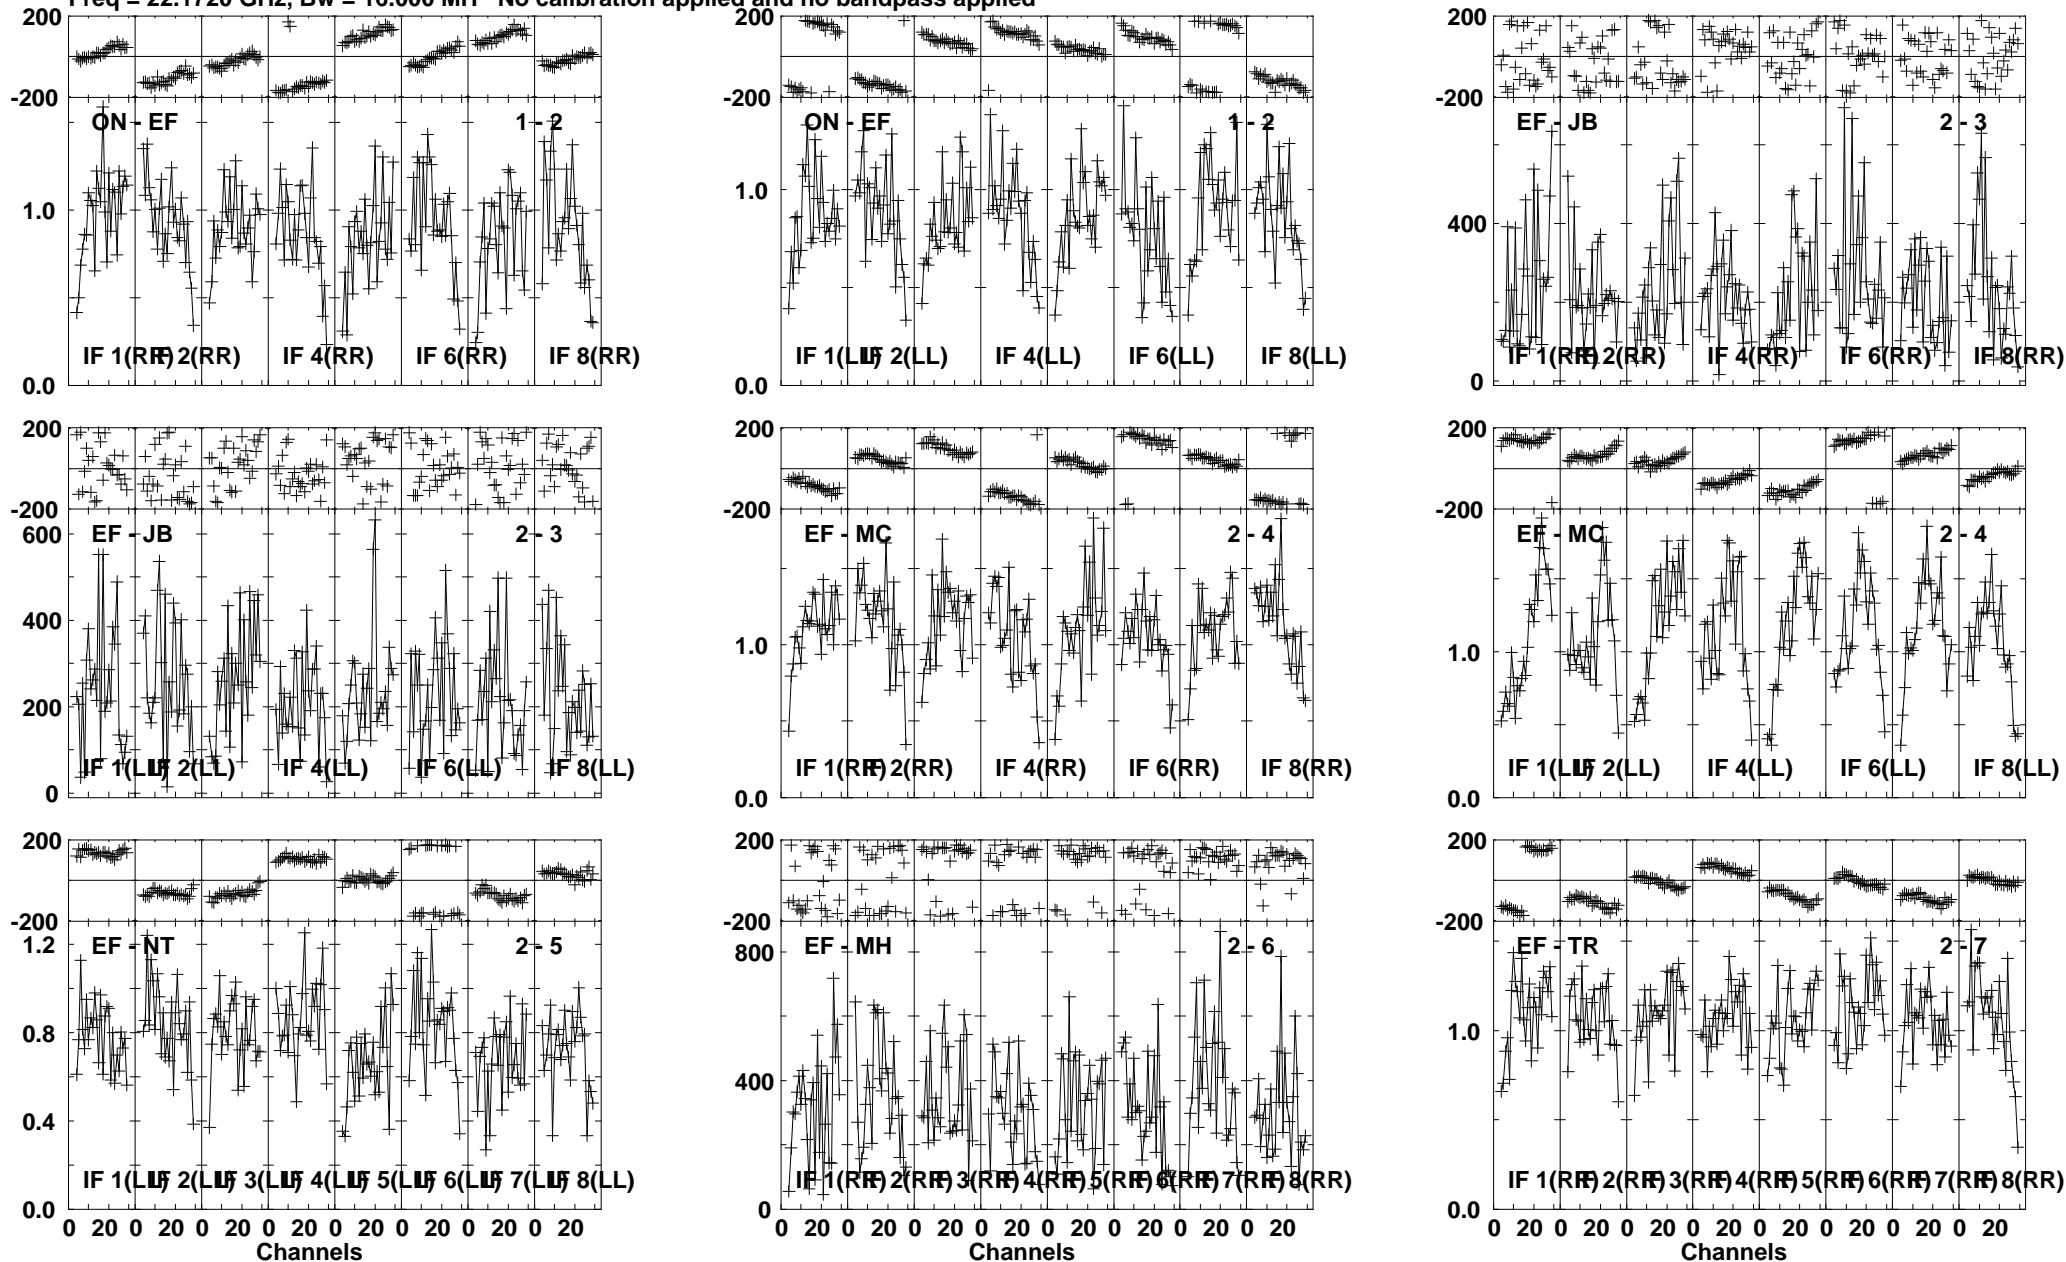 Freq = 22.1720 GHz, Bw = 16.000 MH No calibration applied and no bandpass applied
200
-200
ON - EF 1 - 2
1.0
IF 1(RR) IF 2(RR) IF 4(RR) IF 6(RR) IF 8(RR)
0.0
200
-200
ON - EF 1 - 2
1.0
IF 1(LL) IF 2(LL) IF 4(LL) IF 6(LL) IF 8(LL)
0.0
200
-200
EF - JB 2 - 3
400
IF 1(RR) IF 2(RR) IF 4(RR) IF 6(RR) IF 8(RR)
0
200
-200
600
EF - JB 2 - 3
400
200
IF 1(LL) IF 2(LL) IF 4(LL) IF 6(LL) IF 8(LL)
0
200
-200
EF - MC 2 - 4
1.0
IF 1(RR) IF 2(RR) IF 4(RR) IF 6(RR) IF 8(RR)
0.0
200
-200
EF - MC 2 - 4
1.0
IF 1(LL) IF 2(LL) IF 4(LL) IF 6(LL) IF 8(LL)
0.0
200
-200
1.2
EF - NT 2 - 5
0.8
0.4
IF 1(LL) IF 2(LL) IF 3(LL) IF 4(LL) IF 5(LL) IF 6(LL) IF 7(LL) IF 8(LL)
0.0
0 20 0 20 0 20 0 20 0 20 0 20 0 20 0 20
Channels
200
-200
EF - MH 2 - 6
800
400
IF 1(RR) IF 2(RR) IF 3(RR) IF 4(RR) IF 5(RR) IF 6(RR) IF 7(RR) IF 8(RR)
0
0 20 0 20 0 20 0 20 0 20 0 20 0 20 0 20
Channels
200
-200
EF - TR 2 - 7
1.0
IF 1(RR) IF 2(RR) IF 3(RR) IF 4(RR) IF 5(RR) IF 6(RR) IF 7(RR) IF 8(RR)
0.0
0 20 0 20 0 20 0 20 0 20 0 20 0 20 0 20
Channels